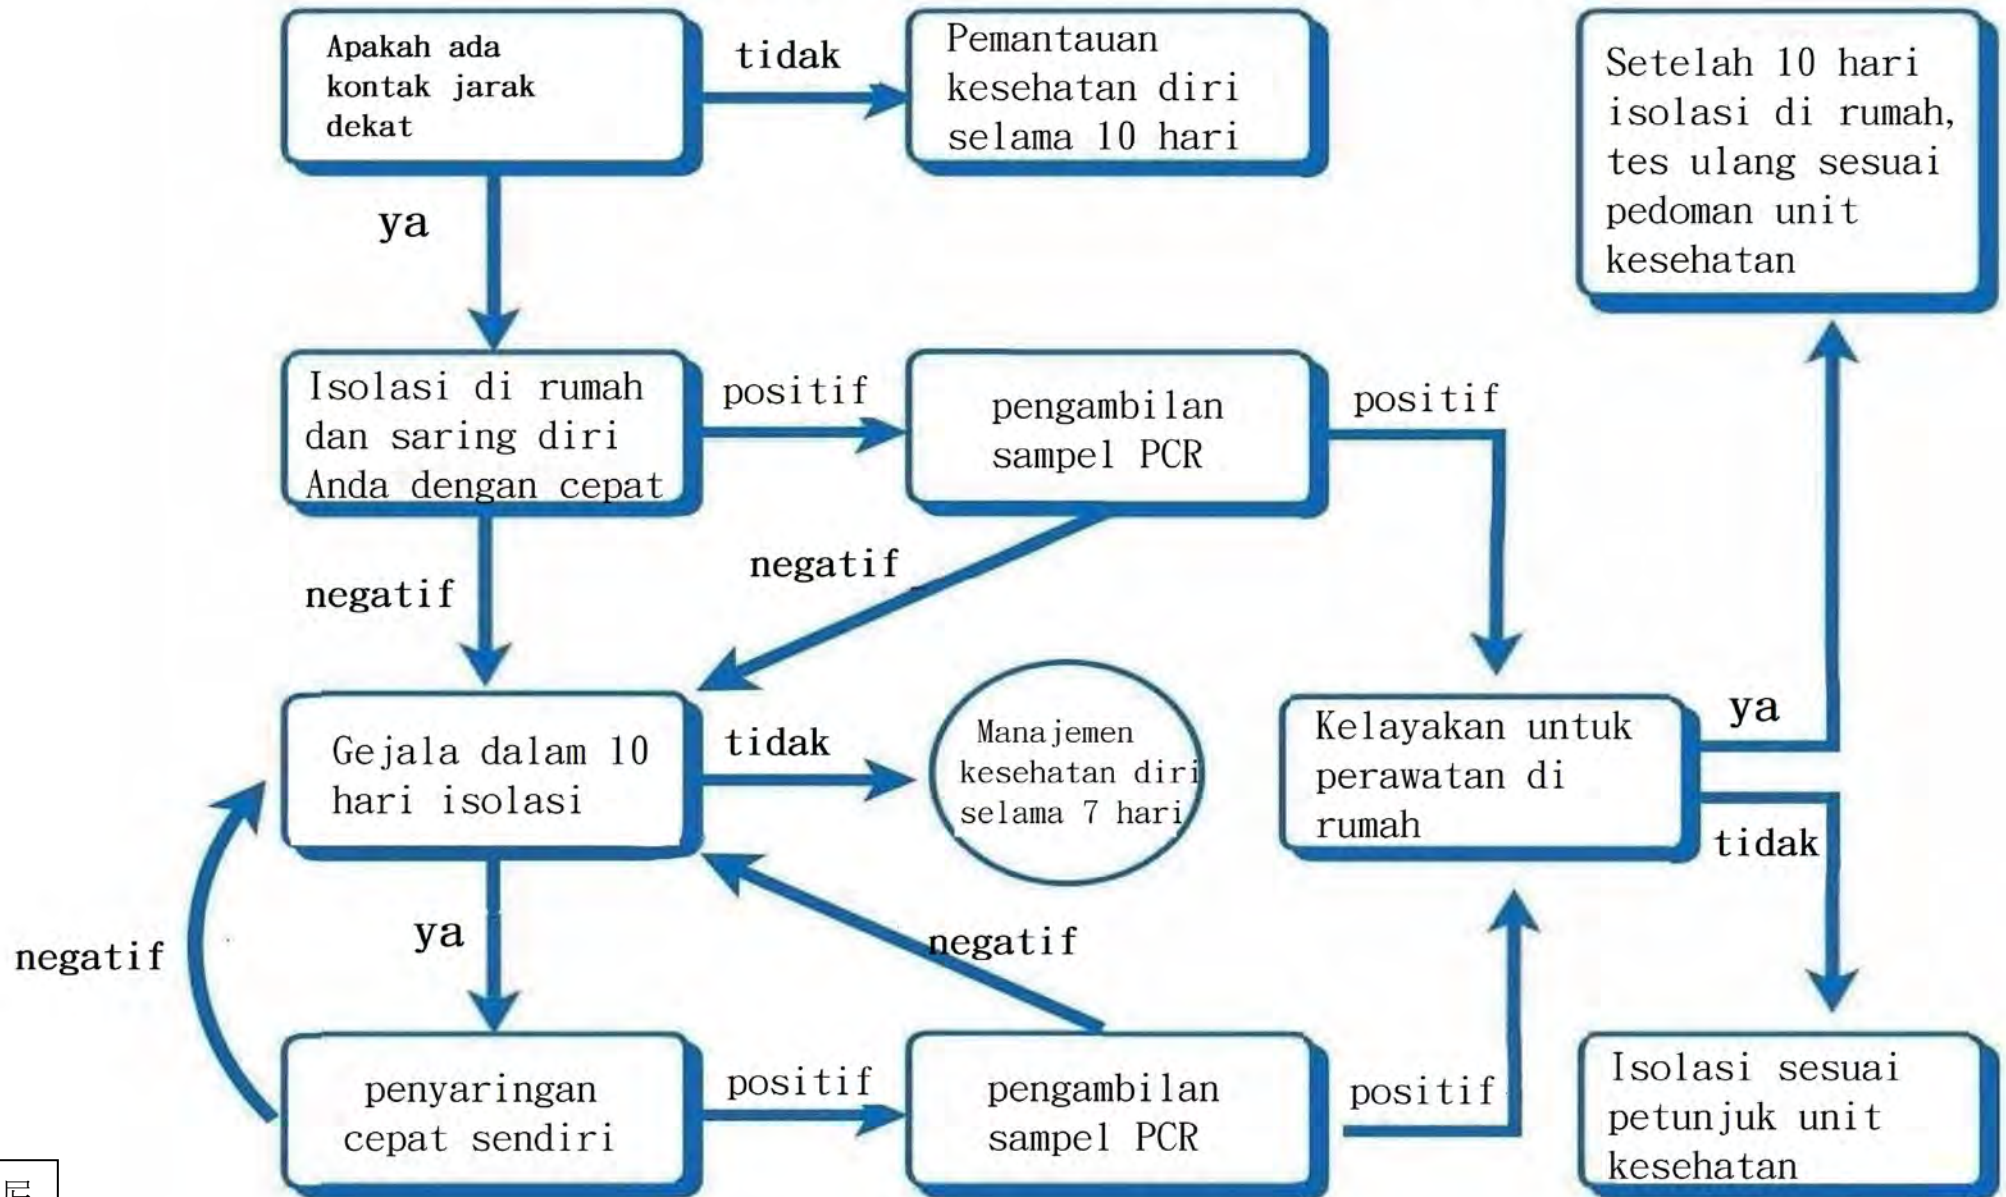 Apakah ada
kontak jarak
dekat
tidak
Pemantauan
kesehatan diri
selama 10 hari
Setelah 10 hari
isolasi di rumah,
tes ulang sesuai
pedoman unit
kesehatan
ya
Isolasi di rumah
dan saring diri
Anda dengan cepat
positif
pengambilan
sampel PCR
positif
negatif
negatif
Gejala dalam 10
hari isolasi
tidak
Manajemen
kesehatan diri
selama 7 hari
Kelayakan untuk
perawatan di
rumah
ya
tidak
negatif
ya
negatif
penyaringan
cepat sendiri
positif
pengambilan
sampel PCR
positif
Isolasi sesuai
petunjuk unit
kesehatan